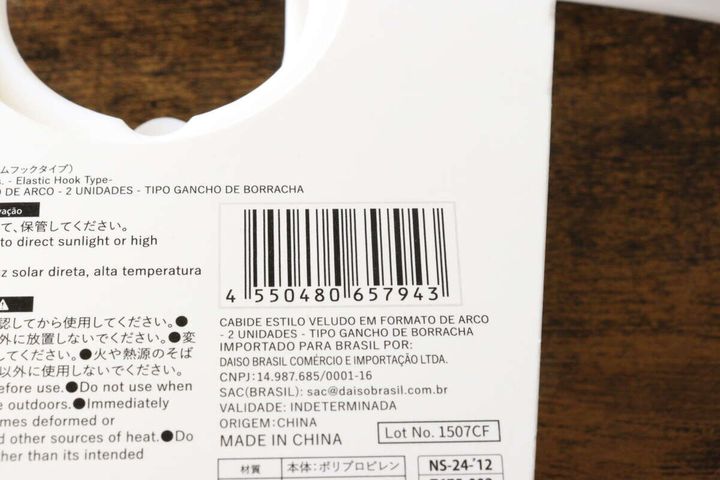 ムフックタイプ）
. - Elastic Hook Type-
DE ARCO - 2 UNIDADES - TIPO GANCHO DE BORRACHA
て、保管してください。
to direct sunlight or high
solar direta, alta temperatura
4 550480 657943
CABIDE ESTILO VELUDO EM FORMATO DE ARCO
- 2 UNIDADES - TIPO GANCHO DE BORRACHA
IMPORTADO PARA BRASIL POR:
DAISO BRASIL COMÉRCIO E IMPORTAÇÃO LTDA.
CNPJ:14.987.685/0001-16
SAC(BRASIL): sac@daisobrasil.com.br
VALIDADE: INDETERMINADA
ORIGEM:CHINA
MADE IN CHINA
Lot No. 1507CF
認してから使用してください。●
外に放置しないでください。●変
してください。●火や熱源のそば
以外に使用しないでください。
efore use.●Do not use when
outdoors.●Immediately
mes deformed or
d other sources of heat.●Do
ther than its intended
材質 本体：ポリプロピレン
NS-24-'12